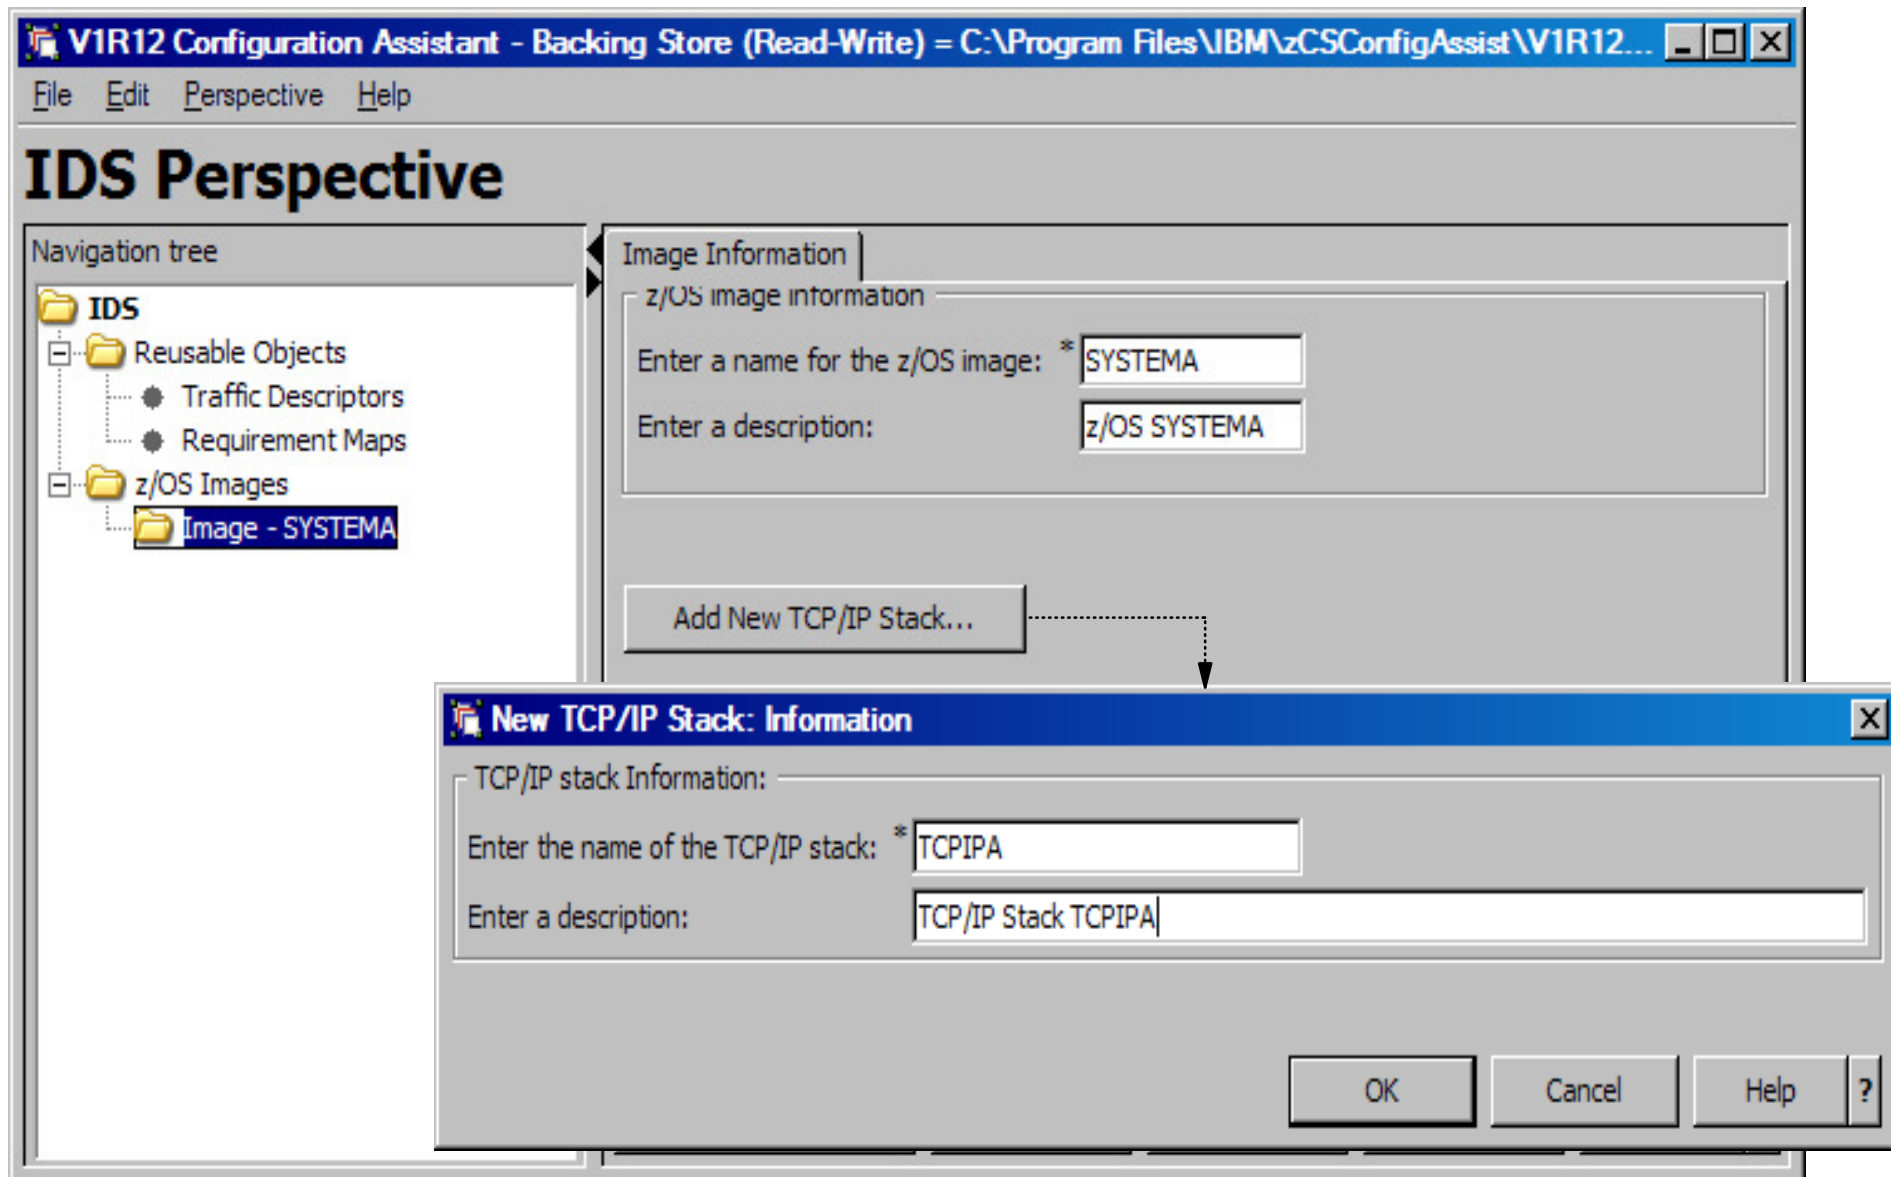 V1R12 Configuration Assistant - Backing Store (Read-Write) = C:\Program Files\IBM\zCSConfigAssist\V1R12...
File Edit Perspective Help
IDS Perspective
Navigation tree
IDS
Reusable Objects
Traffic Descriptors
Requirement Maps
z/OS Images
Image - SYSTEMA
Image Information
z/OS image information
Enter a name for the z/OS image: * SYSTEMA
Enter a description: z/OS SYSTEMA
Add New TCP/IP Stack...
New TCP/IP Stack: Information
TCP/IP stack Information:
Enter the name of the TCP/IP stack: * TCPIPA
Enter a description: TCP/IP Stack TCPIPA
OK Cancel Help ?